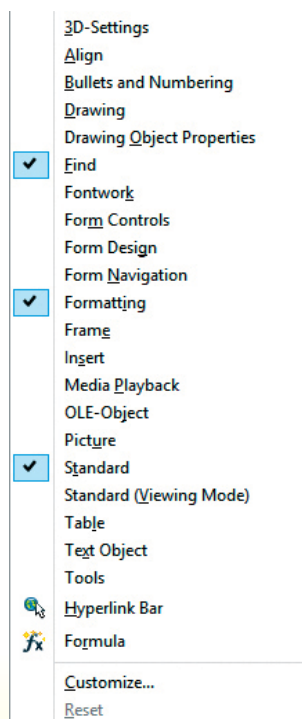 3D-Settings
Align
Bullets and Numbering
Drawing
Drawing Object Properties
Find
Fontwork
Form Controls
Form Design
Form Navigation
Formatting
Frame
Insert
Media Playback
OLE-Object
Picture
Standard
Standard (Viewing Mode)
Table
Text Object
Tools
Hyperlink Bar
fx Formula
Customize...
Reset